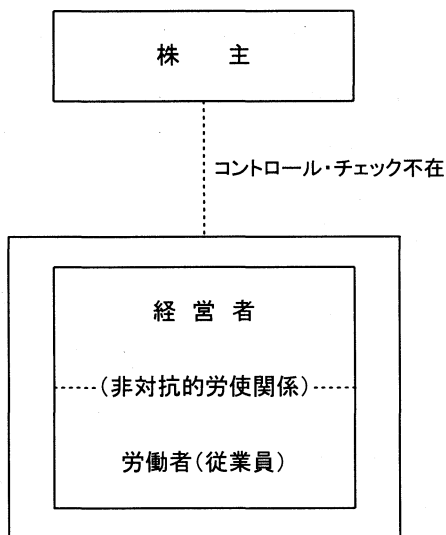 株　主
コントロール・チェック不在
経 営 者
(非対抗的労使関係)
労働者(従業員)